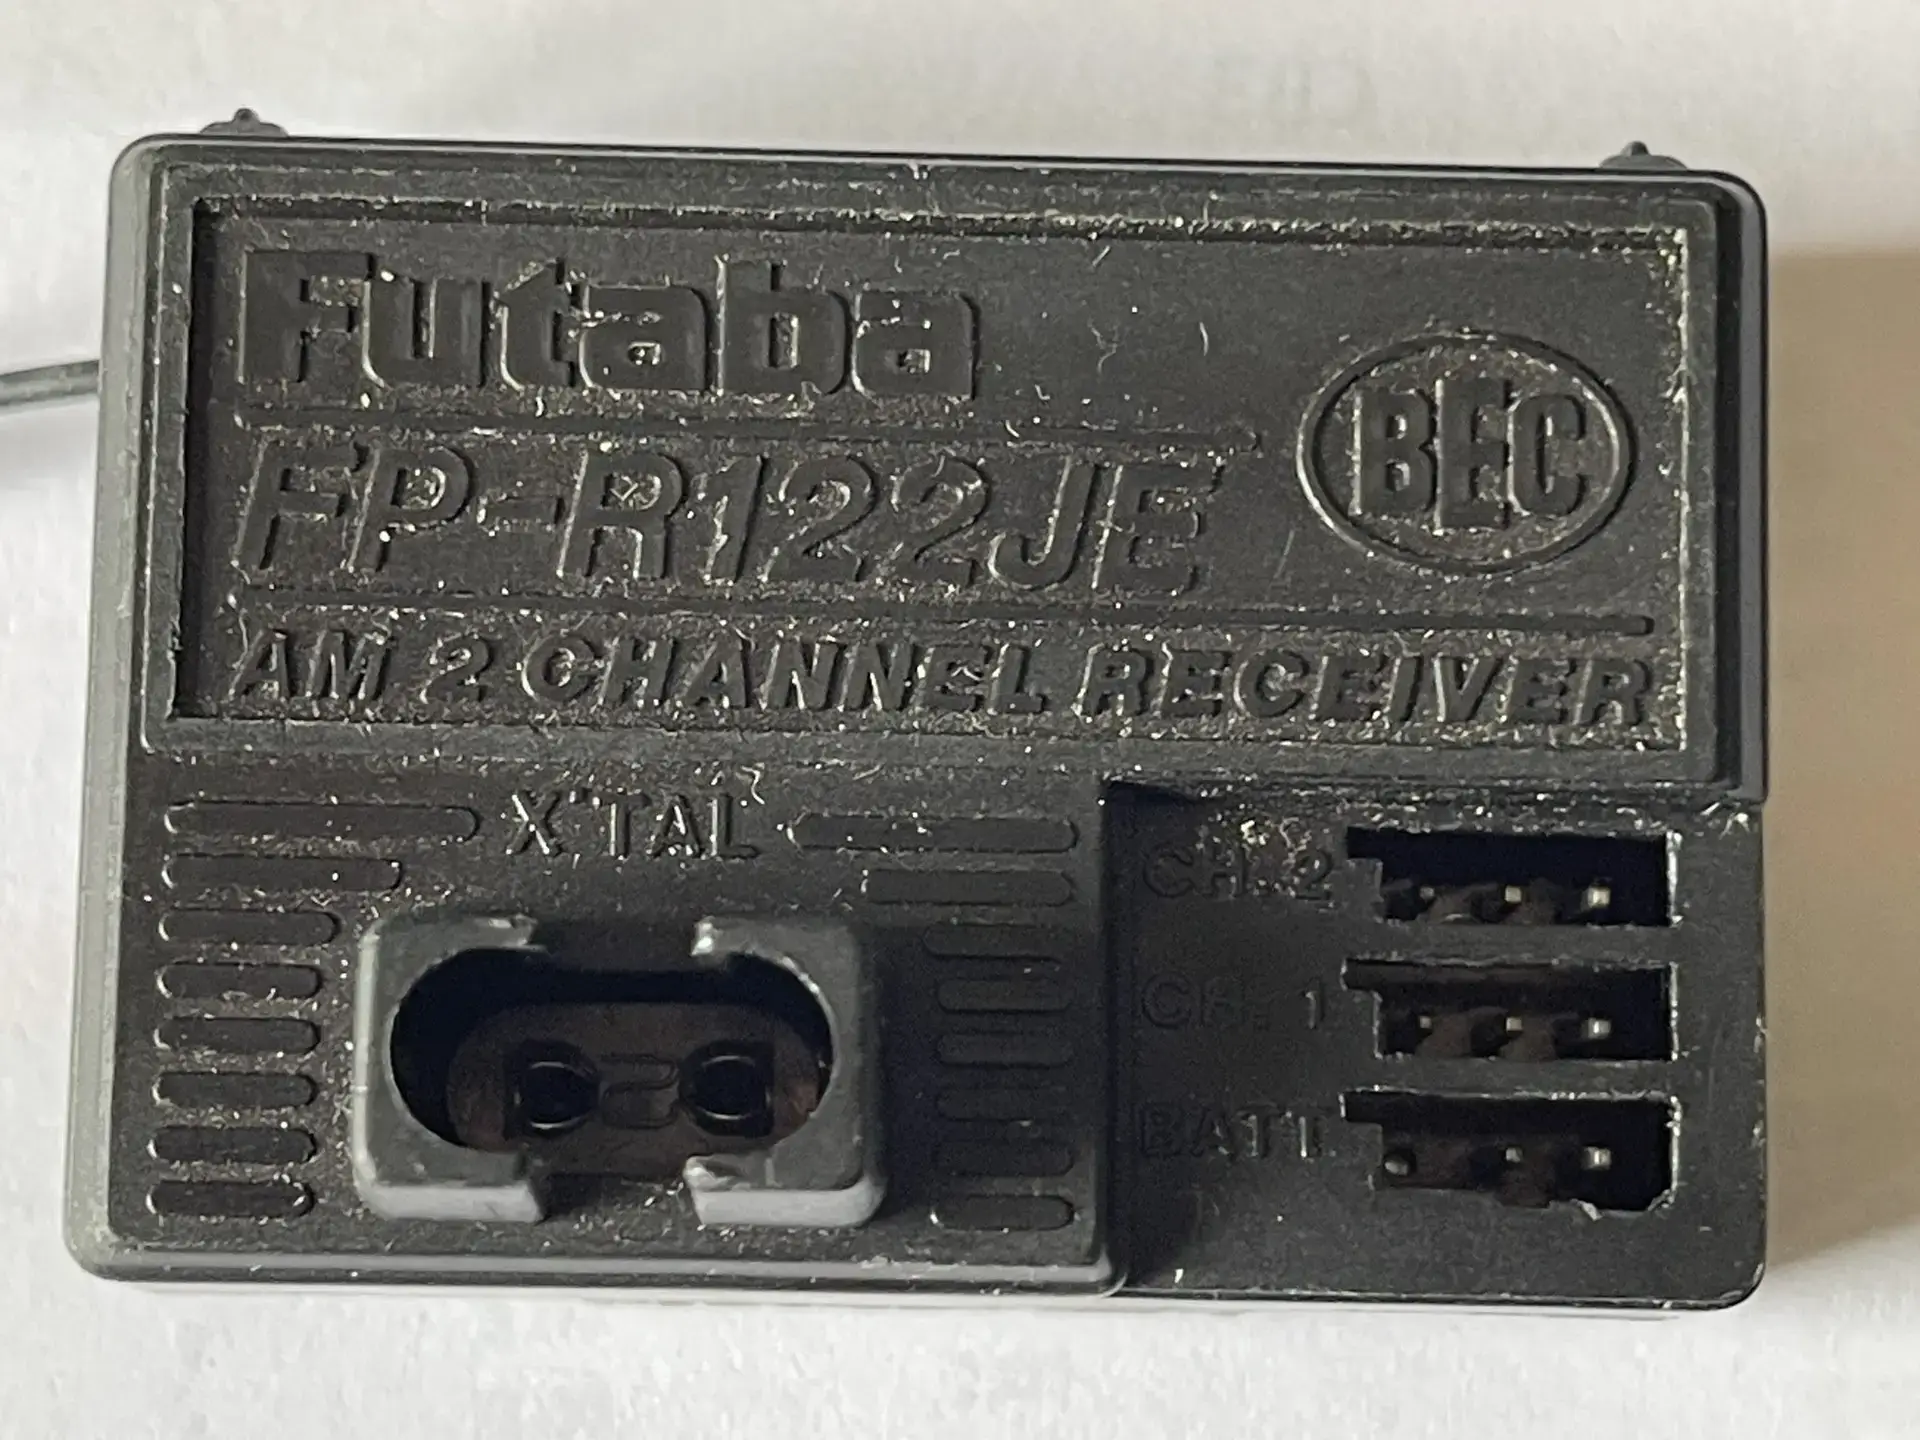 Futaba
BEC
FP-R122JE
AM 2 CHANNEL RECEIVER
X'TAL
CH. 2
CH. 1
BATT.